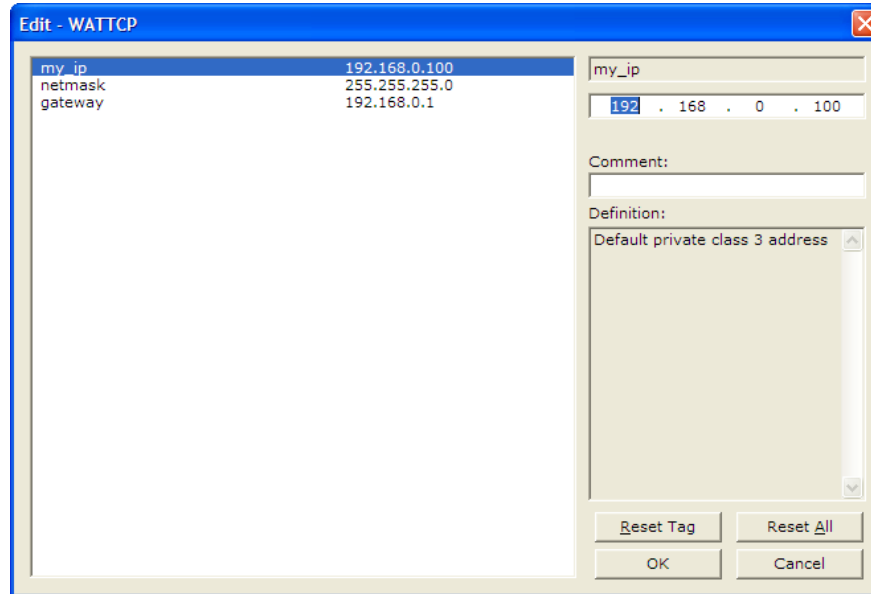 Edit - WATTCP
my_ip 192.168.0.100
netmask 255.255.255.0
gateway 192.168.0.1
my_ip
192 . 168 . 0 . 100
Comment:
Definition:
Default private class 3 address
Reset Tag Reset All
OK Cancel